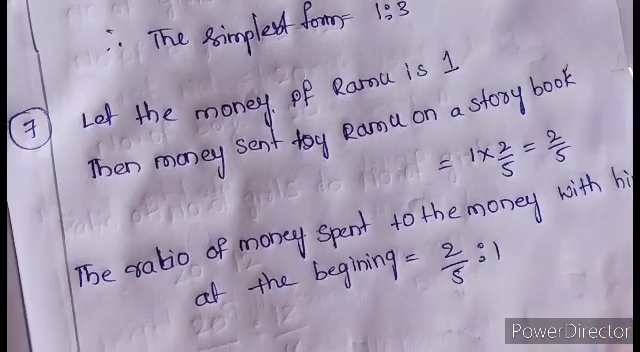 ∴ The simplest form= 1:3
7 Let the money of Ramu is 1
Then money sent toy Ramu on a story book
= 1×2/5 = 2/5
The ratio of money spent to the money with hi
at the begining = 2/5 : 1
PowerDirector